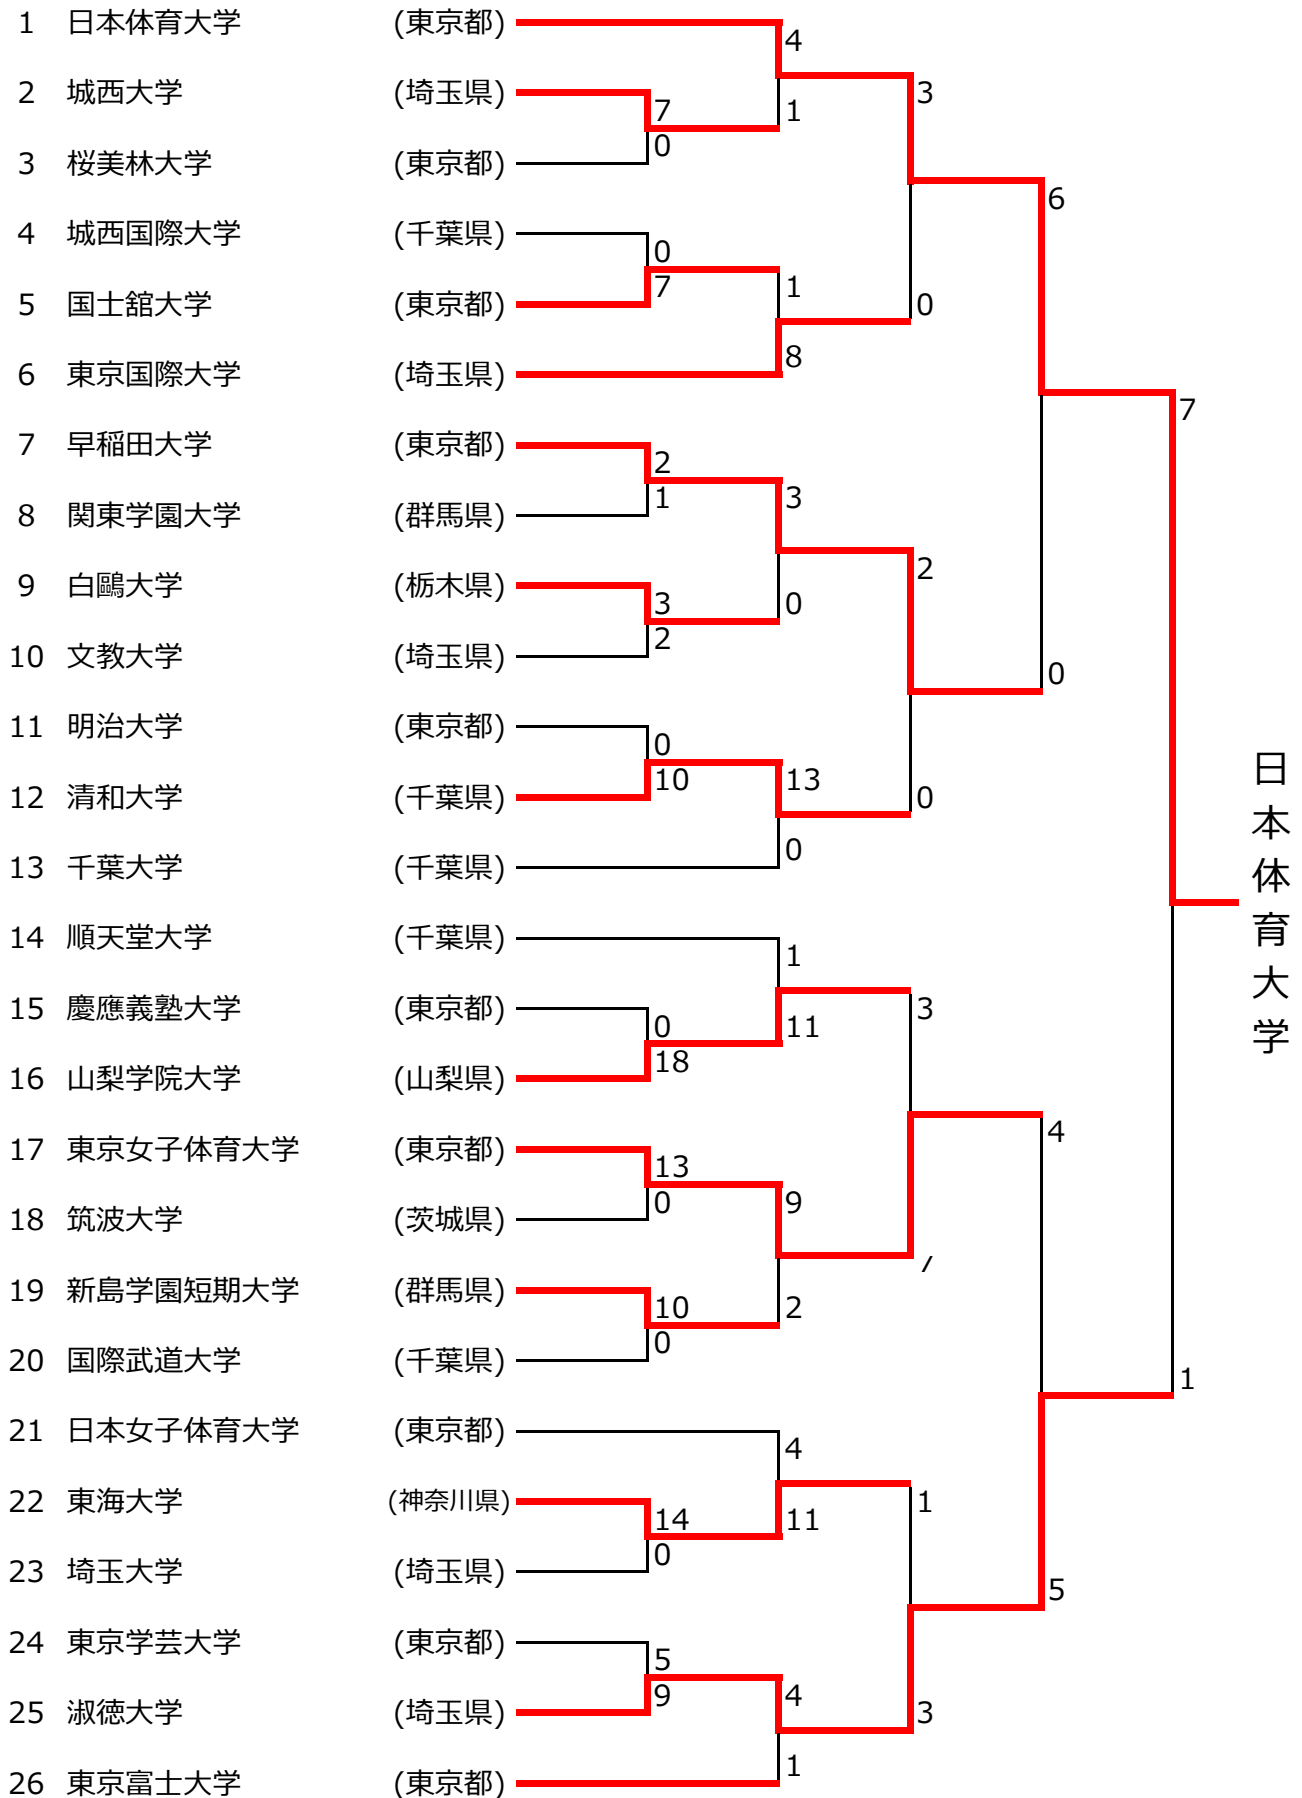 1 日本体育大学 (東京都)
4
2 城西大学 (埼玉県)
3
7
1
0
3 桜美林大学 (東京都)
6
4 城西国際大学 (千葉県)
0
7
1
5 国士舘大学 (東京都)
0
8
6 東京国際大学 (埼玉県)
7
7 早稲田大学 (東京都)
2
1
3
8 関東学園大学 (群馬県)
2
9 白鷗大学 (栃木県)
3
0
2
10 文教大学 (埼玉県)
0
11 明治大学 (東京都)
0
10
13
12 清和大学 (千葉県)
0
0
13 千葉大学 (千葉県)
日本体育大学
14 順天堂大学 (千葉県)
1
15 慶應義塾大学 (東京都)
3
0
11
18
16 山梨学院大学 (山梨県)
4
17 東京女子体育大学 (東京都)
13
0
9
18 筑波大学 (茨城県)
19 新島学園短期大学 (群馬県)
10
2
0
20 国際武道大学 (千葉県)
1
21 日本女子体育大学 (東京都)
4
22 東海大学 (神奈川県)
1
14
11
0
23 埼玉大学 (埼玉県)
5
24 東京学芸大学 (東京都)
5
9
4
25 淑徳大学 (埼玉県)
3
1
26 東京富士大学 (東京都)